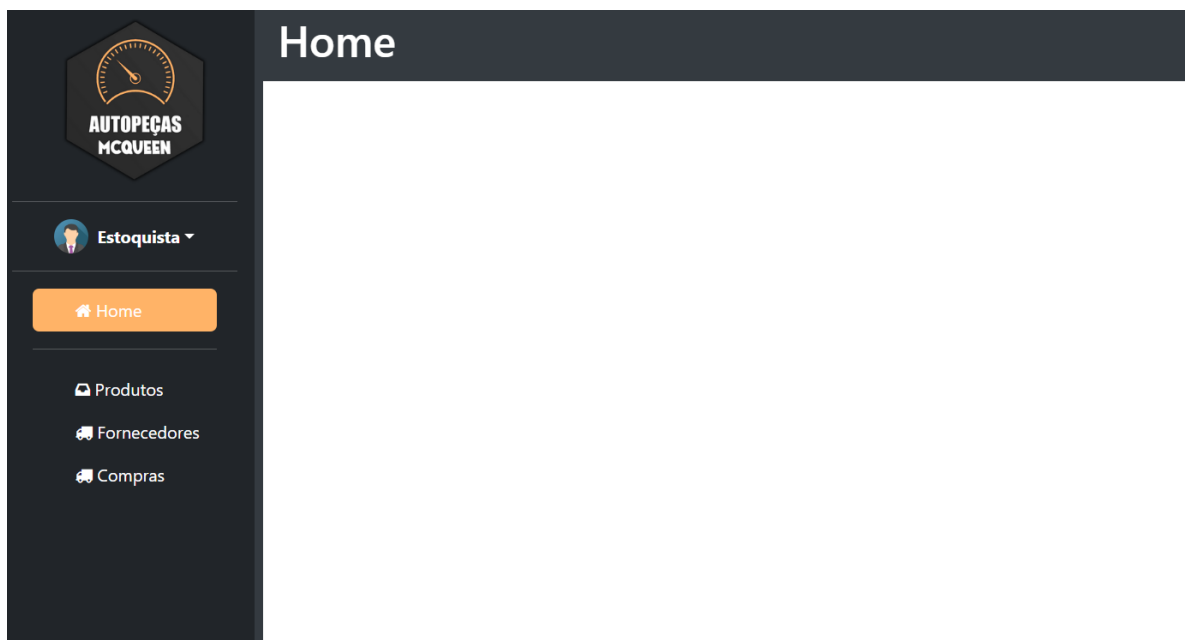 AUTOPEÇAS
MCQUEEN
Estoquista
Home
Produtos
Fornecedores
Compras
Home